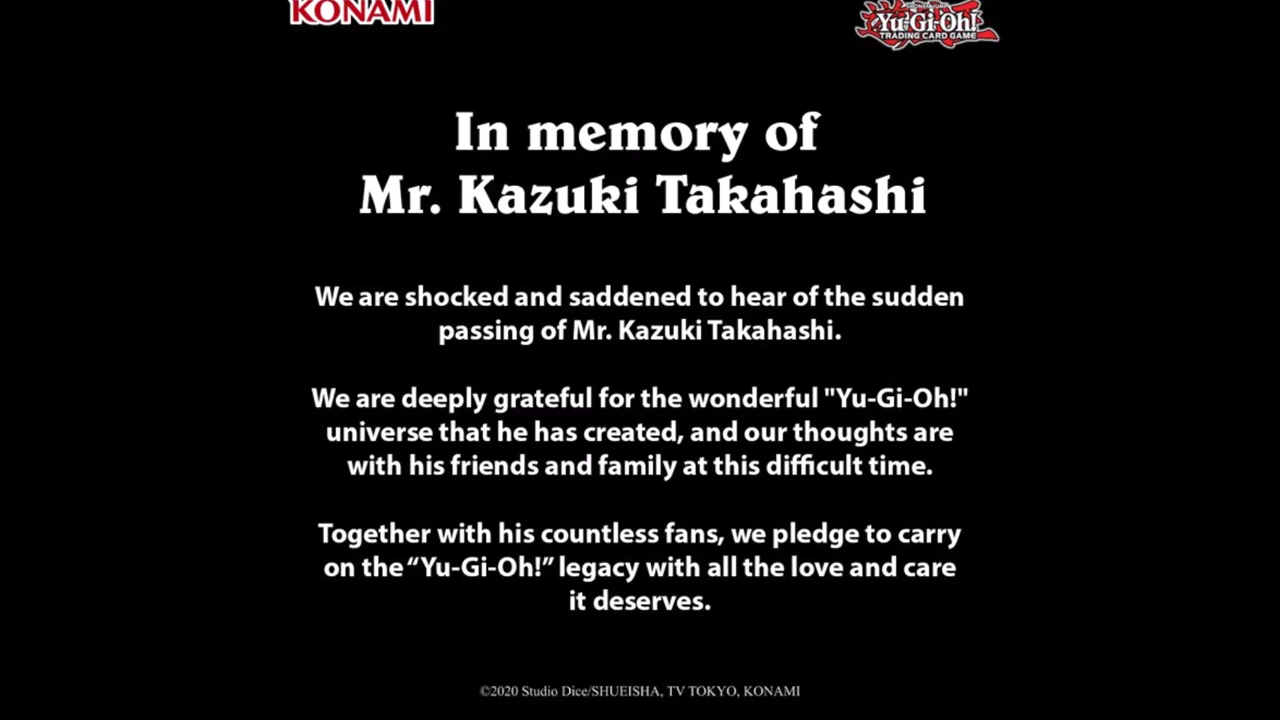 KONAMI
SHONEN JUMP
Yu-Gi-Oh!
TRADING CARD GAME
In memory of
Mr. Kazuki Takahashi
We are shocked and saddened to hear of the sudden
passing of Mr. Kazuki Takahashi.
We are deeply grateful for the wonderful "Yu-Gi-Oh!"
universe that he has created, and our thoughts are
with his friends and family at this difficult time.
Together with his countless fans, we pledge to carry
on the “Yu-Gi-Oh!” legacy with all the love and care
it deserves.
©2020 Studio Dice/SHUEISHA, TV TOKYO, KONAMI